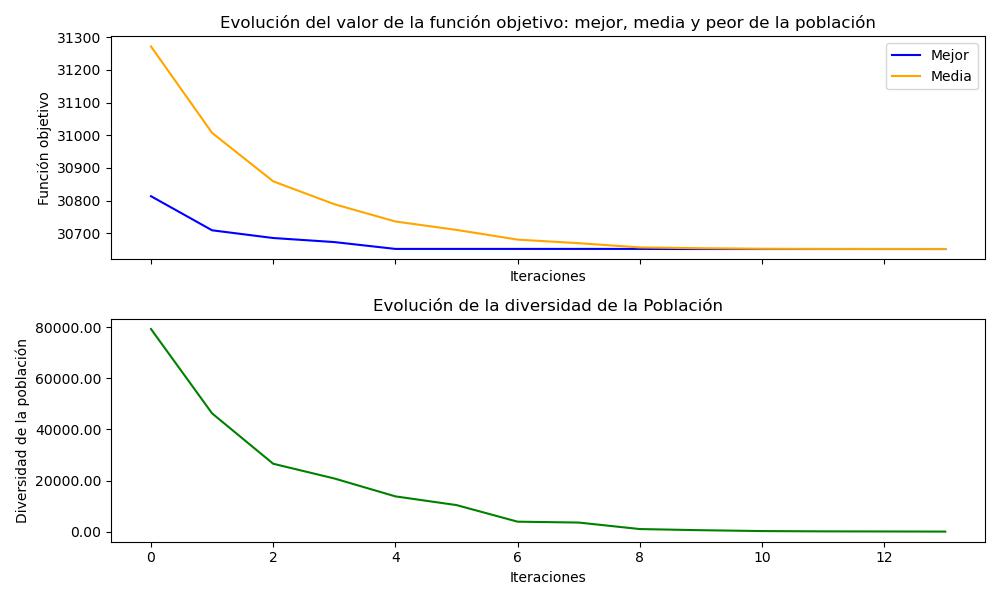 Evolución del valor de la función objetivo: mejor, media y peor de la población
31300
31200
31100
31000
30900
30800
30700
Función objetivo
Mejor
Media
Iteraciones
Evolución de la diversidad de la Población
80000.00
60000.00
40000.00
20000.00
0.00
Diversidad de la población
0 2 4 6 8 10 12
Iteraciones